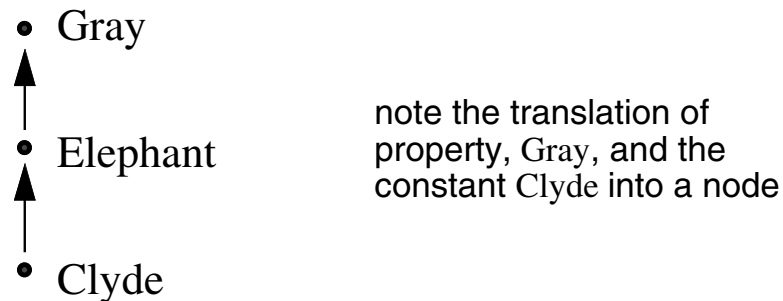 Gray
Elephant
Clyde
note the translation of
property, Gray, and the
constant Clyde into a node